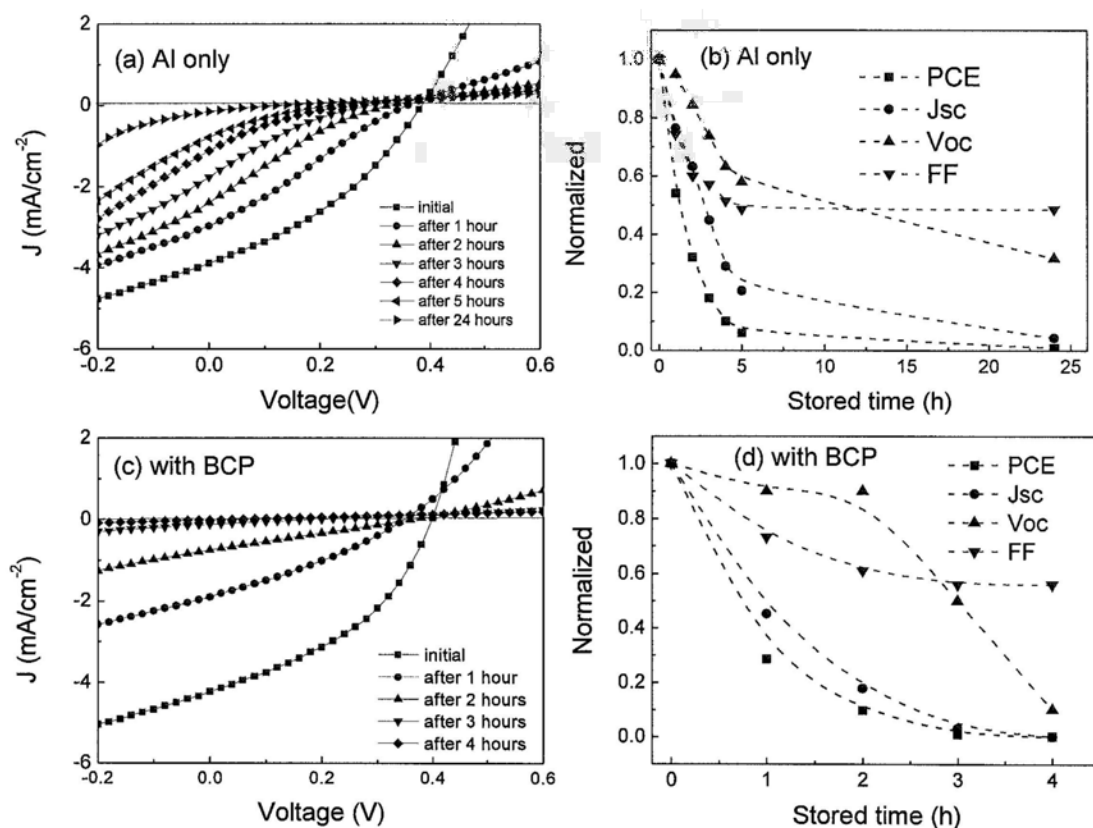 (a) Al only
J (mA/cm⁻²)
2
0
-2
-4
-6
initial
after 1 hour
after 2 hours
after 3 hours
after 4 hours
after 5 hours
after 24 hours
-0.2 0.0 0.2 0.4 0.6
Voltage(V)
(b) Al only
PCE
Jsc
Voc
FF
Normalized
1.0
0.8
0.6
0.4
0.2
0.0
0 5 10 15 20 25
Stored time (h)
(c) with BCP
J (mA/cm⁻²)
2
0
-2
-4
-6
initial
after 1 hour
after 2 hours
after 3 hours
after 4 hours
-0.2 0.0 0.2 0.4 0.6
Voltage (V)
(d) with BCP
PCE
Jsc
Voc
FF
Normalized
1.0
0.8
0.6
0.4
0.2
0.0
0 1 2 3 4
Stored time (h)